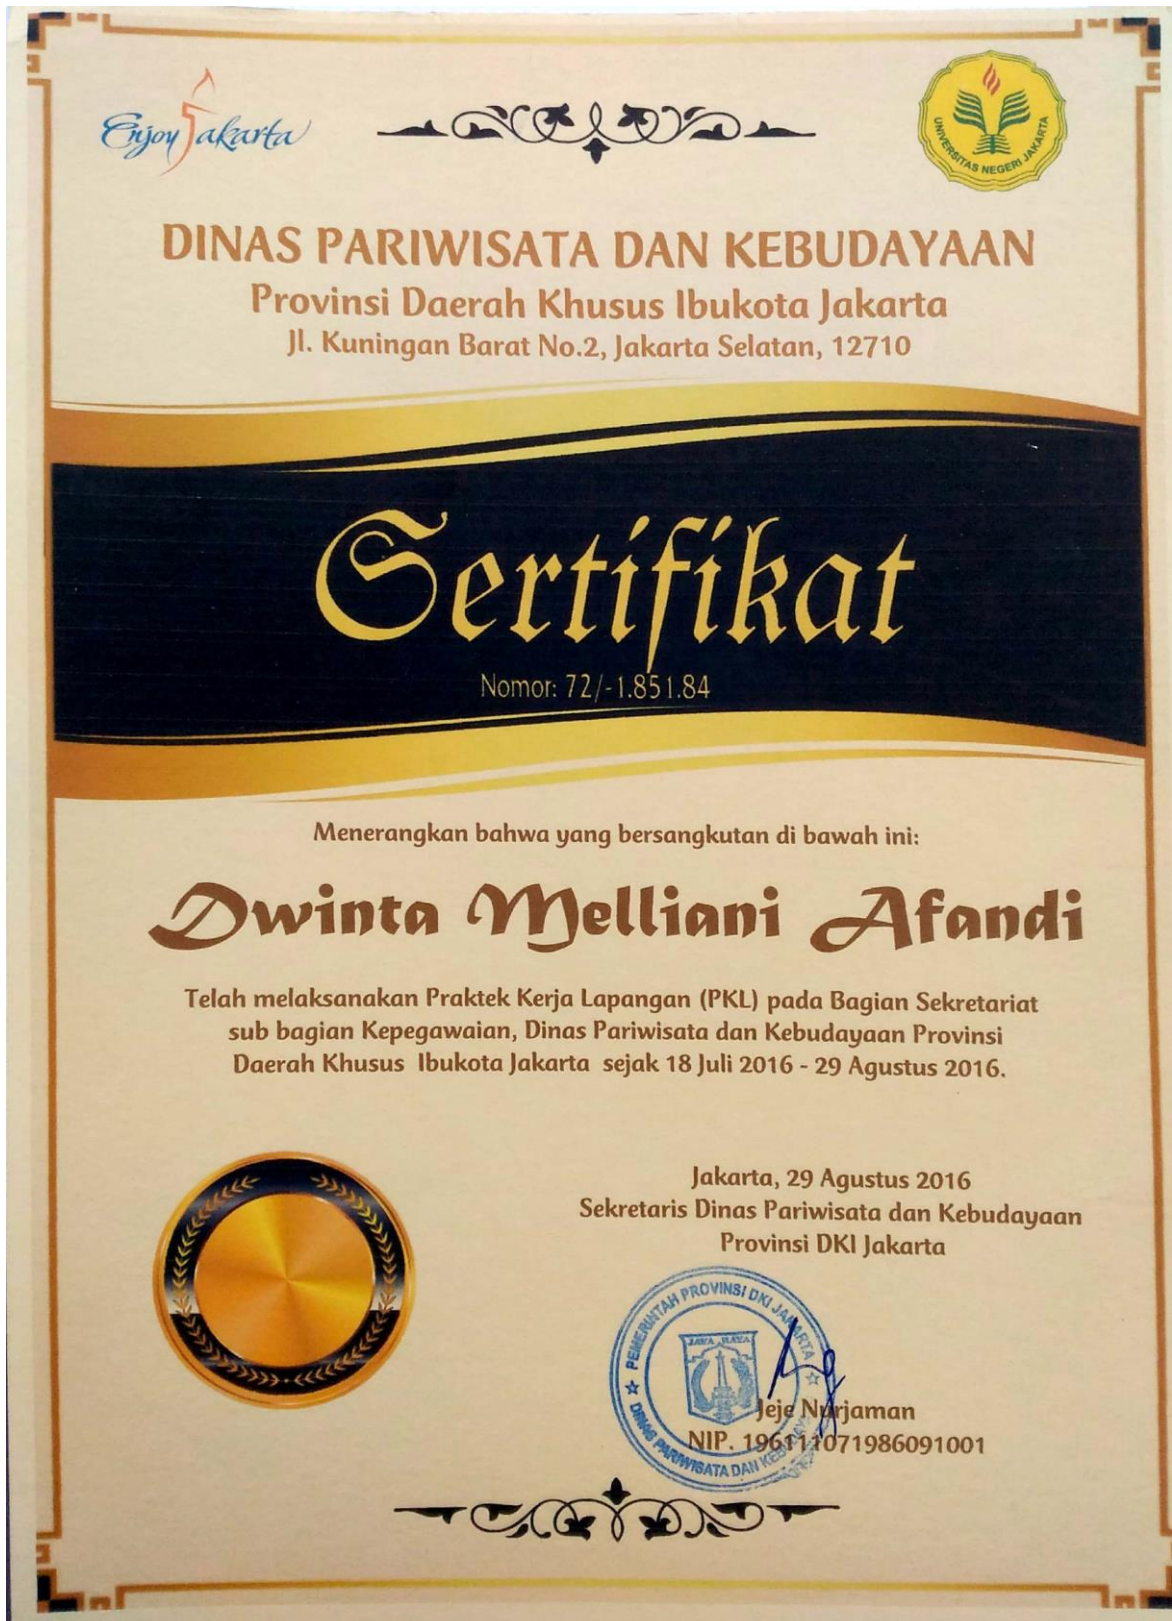 Enjoy Jakarta
UNIVERSITAS NEGERI JAKARTA
DINAS PARIWISATA DAN KEBUDAYAAN
Provinsi Daerah Khusus Ibukota Jakarta
Jl. Kuningan Barat No.2, Jakarta Selatan, 12710
Sertifikat
Nomor: 72/-1.851.84
Menerangkan bahwa yang bersangkutan di bawah ini:
Dwinta Melliani Afandi
Telah melaksanakan Praktek Kerja Lapangan (PKL) pada Bagian Sekretariat
sub bagian Kepegawaian, Dinas Pariwisata dan Kebudayaan Provinsi
Daerah Khusus Ibukota Jakarta sejak 18 Juli 2016 - 29 Agustus 2016.
Jakarta, 29 Agustus 2016
Sekretaris Dinas Pariwisata dan Kebudayaan
Provinsi DKI Jakarta
PEMERINTAH PROVINSI DKI JAKARTA
JAYA RAYA
DINAS PARIWISATA DAN
Jeje Nurjaman
NIP. 196111071986091001